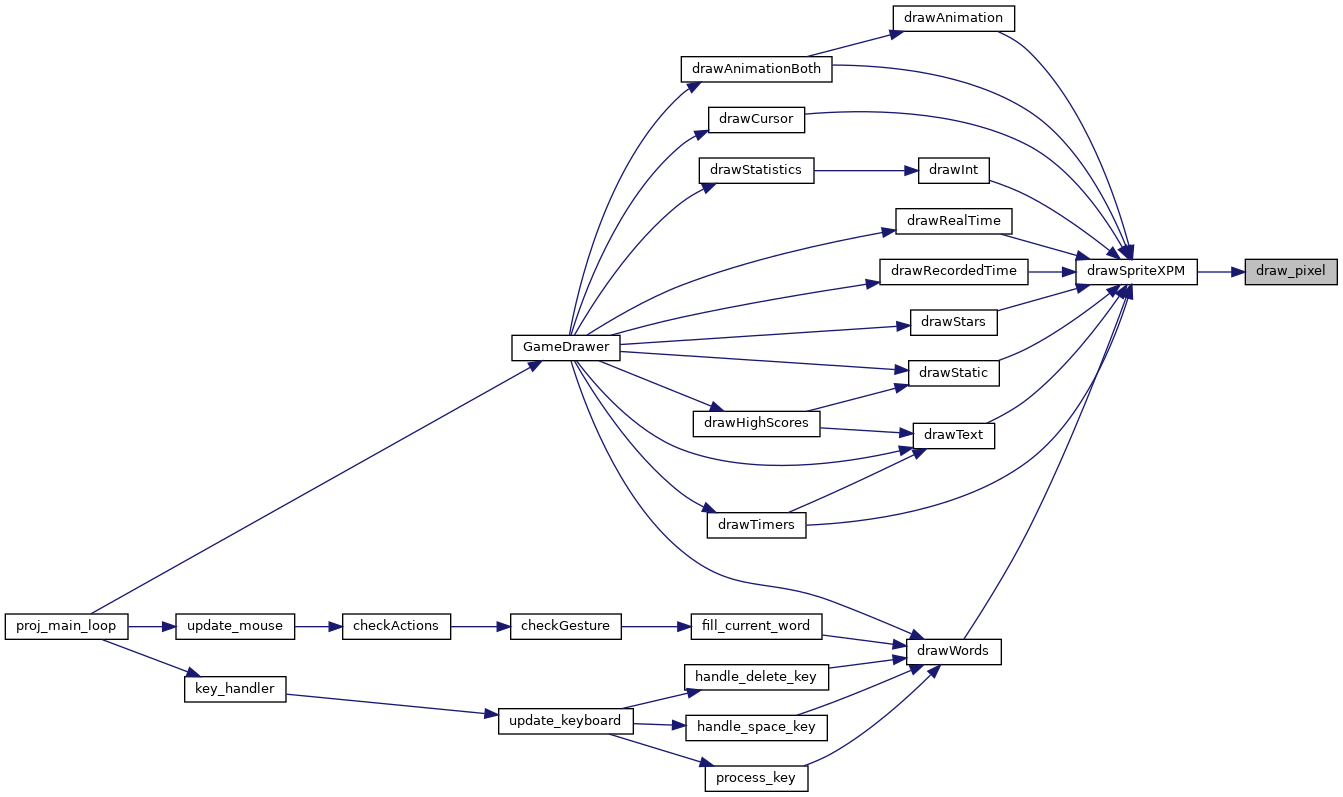 drawAnimation
drawAnimationBoth
drawCursor
drawStatistics
drawInt
drawRealTime
drawRecordedTime
drawSpriteXPM
draw_pixel
drawStars
GameDrawer
drawStatic
drawHighScores
drawText
drawTimers
proj_main_loop
update_mouse
checkActions
checkGesture
fill_current_word
drawWords
handle_delete_key
key_handler
update_keyboard
handle_space_key
process_key